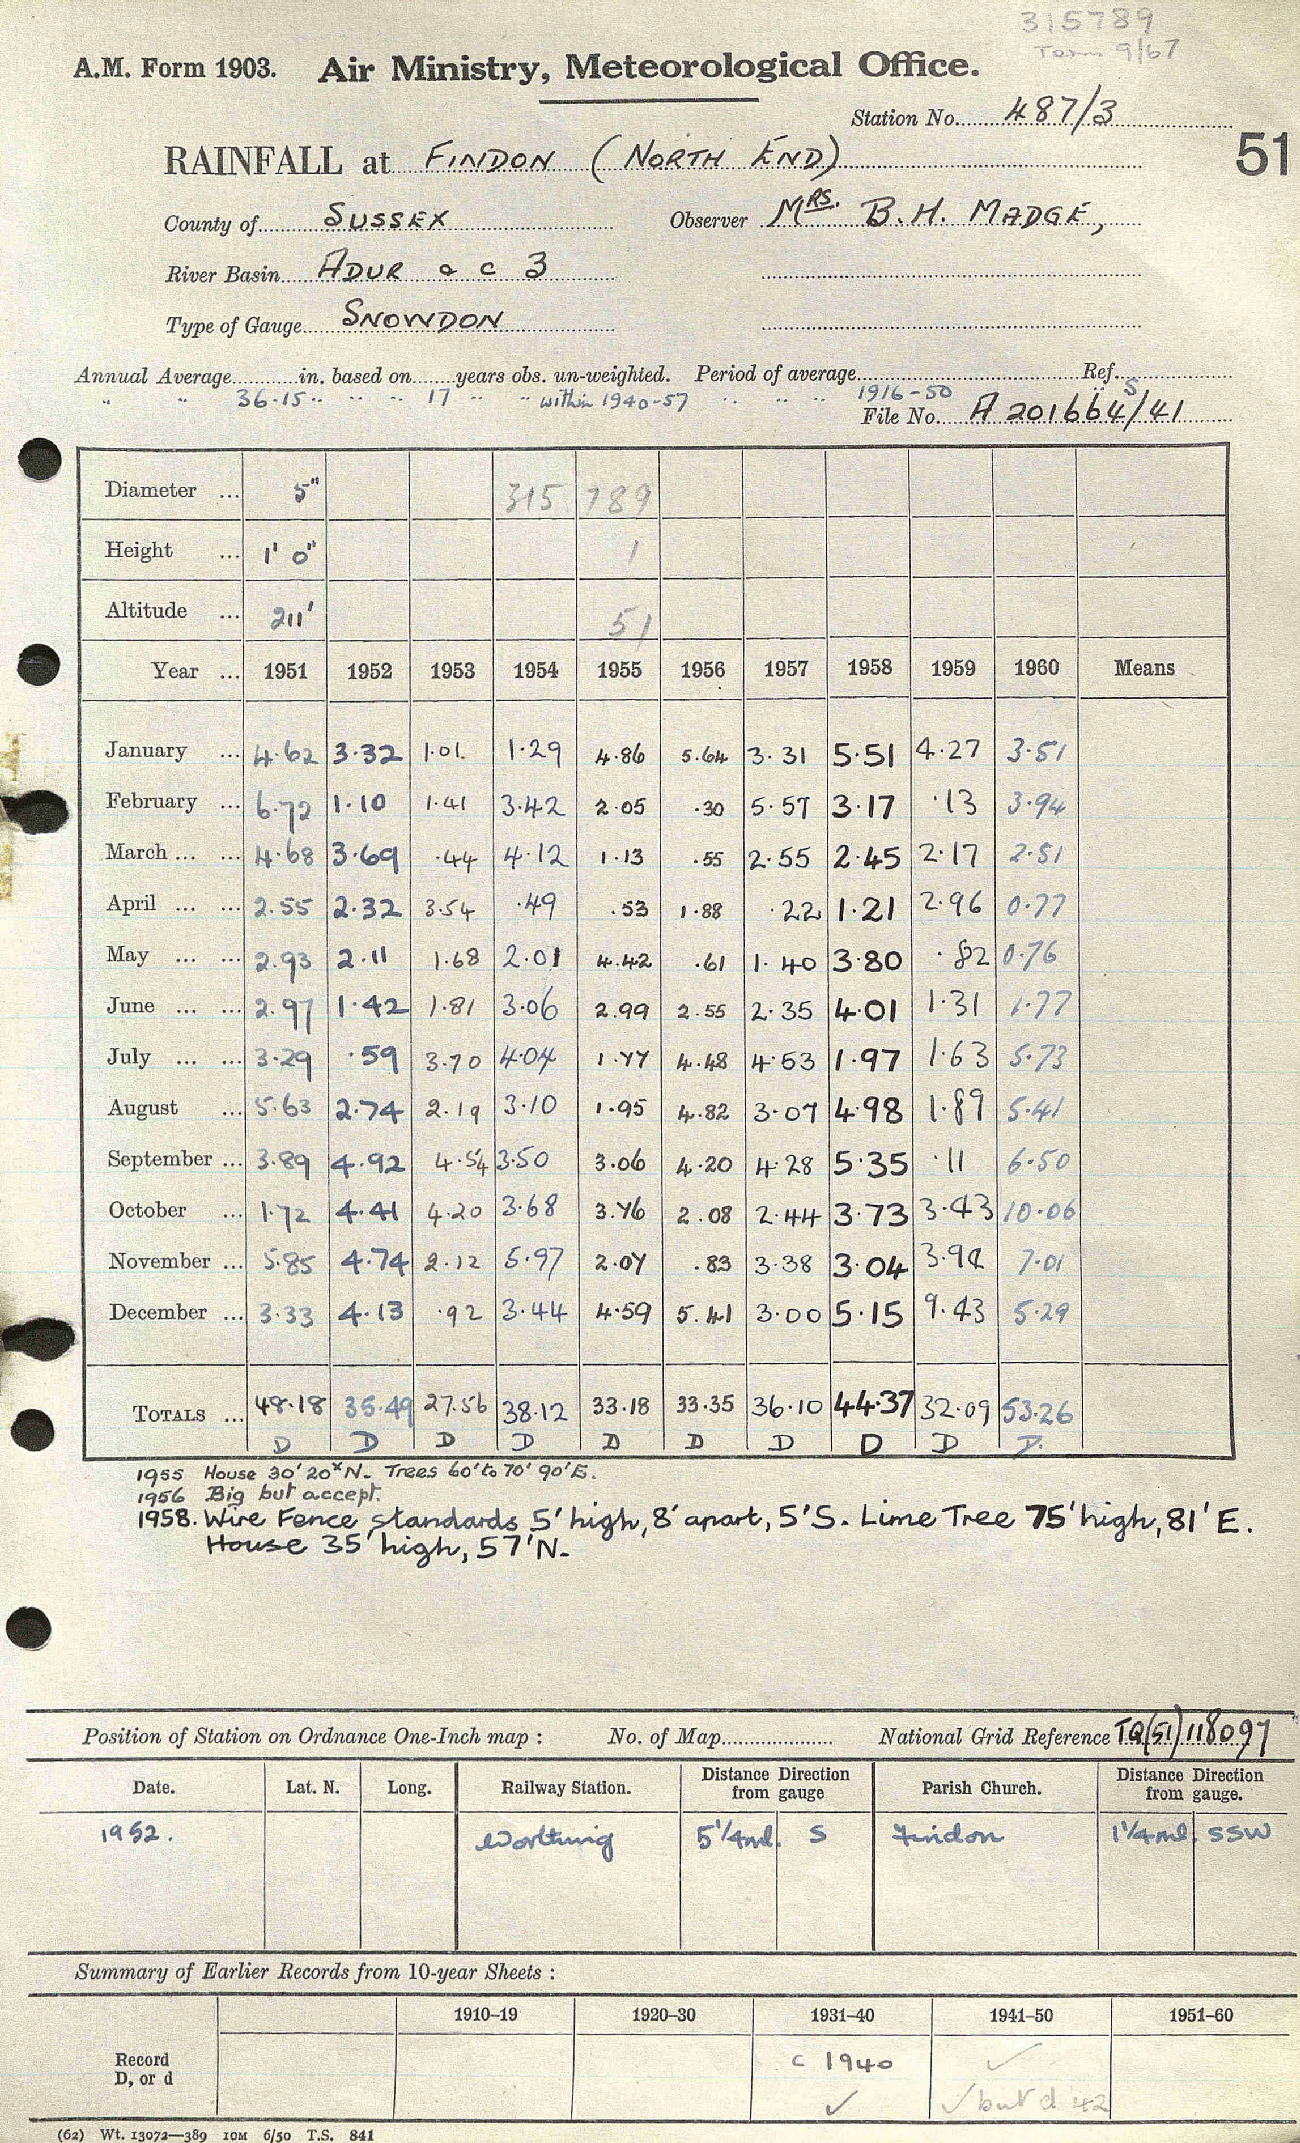 315789
Term 9/67
A.M. Form 1903. Air Ministry, Meteorological Office.
Station No. 487/3
51
RAINFALL at FINDON (NORTH END)
County of SUSSEX Observer MRS. B.H. MADGE,
River Basin ADUR & C 3
Type of Gauge SNOWDON
Annual Average in. based on years obs. un-weighted. Period of average Ref.
" " 36.15 " " " 17 " " within 1940-57 " " " 1916-50 S
File No. A 201664/41
Diameter ... 5" 315 789
Height ... 1' 0" 1
Altitude ... 211' 51
Year ... 1951 1952 1953 1954 1955 1956 1957 1958 1959 1960 Means
January ... 4.62 3.32 1.01 1.29 4.86 5.64 3.31 5.51 4.27 3.51
February ... 6.72 1.10 1.41 3.42 2.05 .30 5.57 3.17 .13 3.94
March ... ... 4.68 3.69 .44 4.12 1.13 .55 2.55 2.45 2.17 2.51
April ... ... 2.55 2.32 3.54 .49 .53 1.88 .22 1.21 2.96 0.77
May ... ... 2.93 2.11 1.68 2.01 4.42 .61 1.40 3.80 .82 0.76
June ... ... 2.97 1.42 1.81 3.06 2.99 2.55 2.35 4.01 1.31 1.77
July ... ... 3.29 .59 3.70 4.04 1.77 4.48 4.53 1.97 1.63 5.73
August ... 5.63 2.74 2.19 3.10 1.95 4.82 3.07 4.98 1.89 5.41
September ... 3.89 4.92 4.54 3.50 3.06 4.20 4.28 5.35 .11 6.50
October ... 1.72 4.41 4.20 3.68 3.76 2.08 2.44 3.73 3.43 10.06
November ... 5.85 4.74 2.12 5.97 2.07 .83 3.38 3.04 3.94 7.01
December ... 3.33 4.13 .92 3.44 4.59 5.41 3.00 5.15 9.43 5.29
TOTALS ... 48.18 35.49 27.56 38.12 33.18 33.35 36.10 44.37 32.09 53.26
D D D D D D D D D D.
1955 House 30' 20x N. Trees 60' to 70' 90' E.
1956 Big but accept.
1958. Wire Fence standards 5' high, 8' apart, 5' S. Lime Tree 75' high, 81' E.
House 35' high, 57' N.
Position of Station on Ordnance One-Inch map : No. of Map National Grid Reference TQ(51)118097
Date. Lat. N. Long. Railway Station. Distance from gauge Direction Parish Church. Distance Direction from gauge.
1952. Worthing 5 1/4 ml. S Findon 1 1/4 ml. SSW
Summary of Earlier Records from 10-year Sheets :
1910–19 1920–30 1931–40 1941–50 1951–60
Record D, or d c 1940 ✓
✓ ✓ but d 42
(62) Wt. 13072—389 10M 6/50 T.S. 841